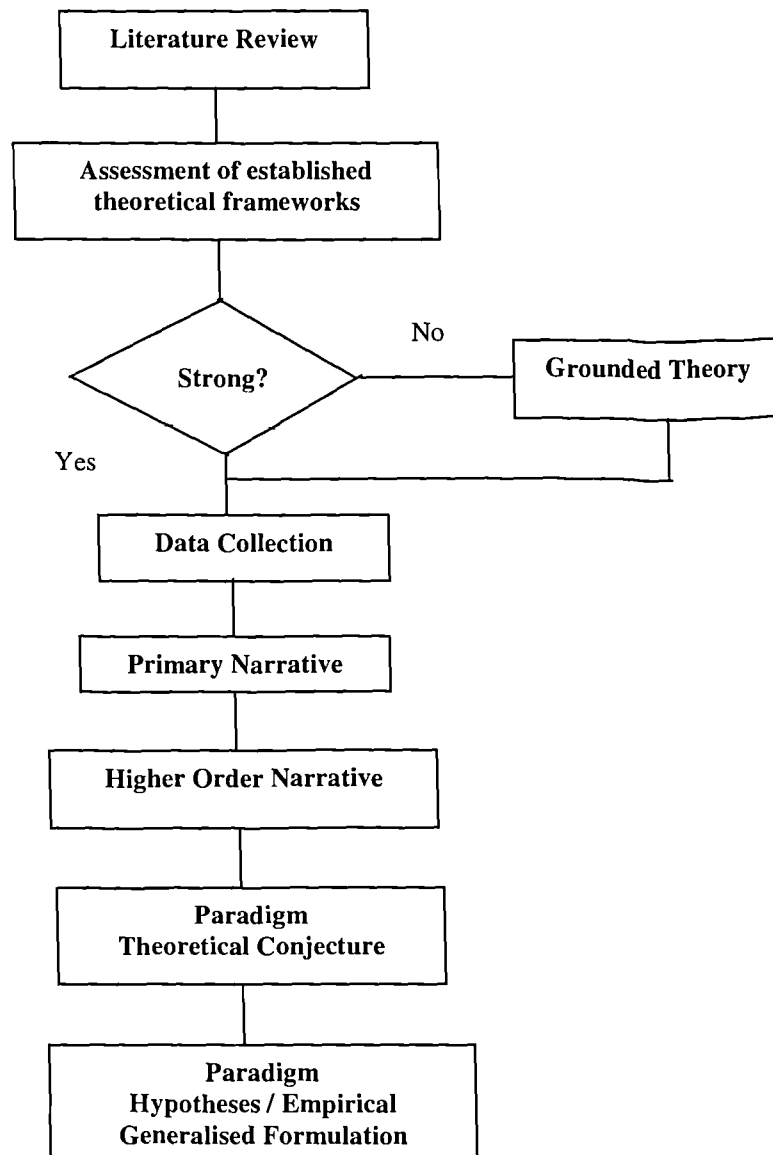 Literature Review
Assessment of established
theoretical frameworks
No
Strong?
Grounded Theory
Yes
Data Collection
Primary Narrative
Higher Order Narrative
Paradigm
Theoretical Conjecture
Paradigm
Hypotheses / Empirical
Generalised Formulation